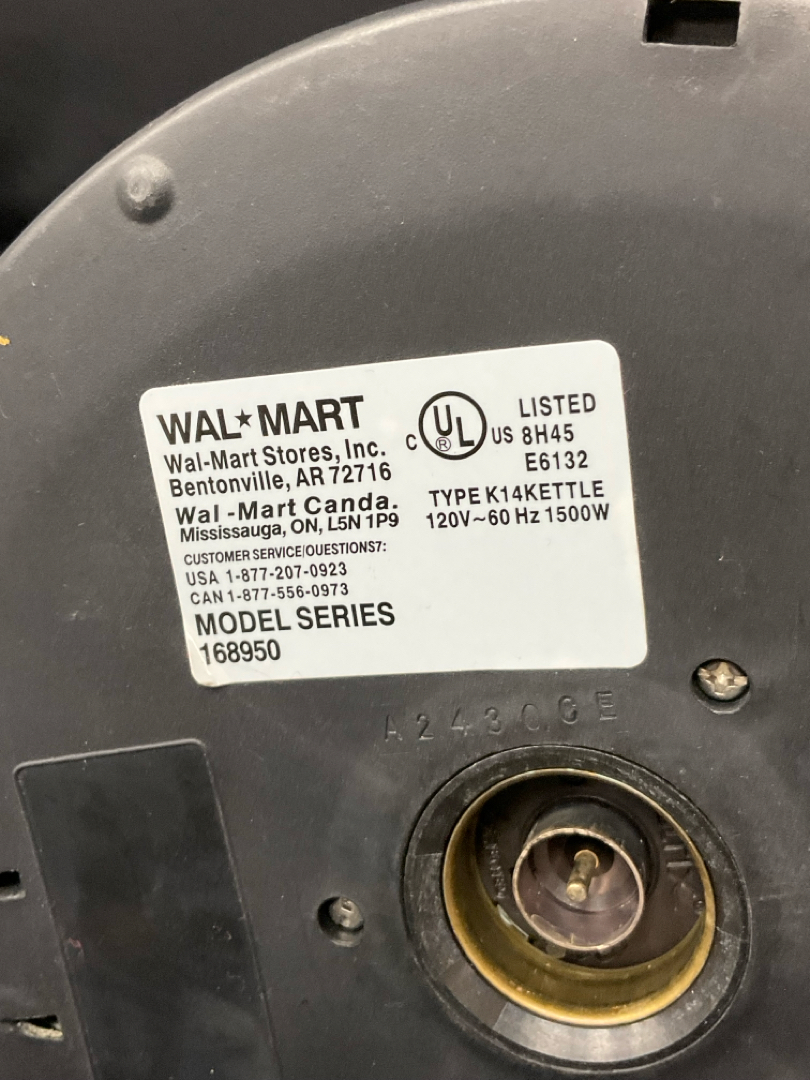 WAL★MART
Wal-Mart Stores, Inc.
Bentonville, AR 72716
Wal -Mart Canda.
Mississauga, ON, L5N 1P9
CUSTOMER SERVICE/OUESTIONS7:
USA 1-877-207-0923
CAN 1-877-556-0973
MODEL SERIES
168950
C UL ® US
LISTED
8H45
E6132
TYPE K14KETTLE
120V~60 Hz 1500W
A2430CE